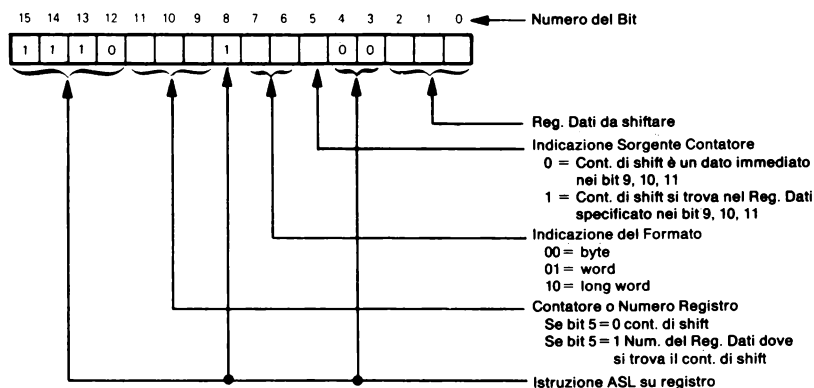 15 14 13 12 11 10 9 8 7 6 5 4 3 2 1 0 Numero del Bit
1 1 1 0 1 0 0
Reg. Dati da shiftare
Indicazione Sorgente Contatore
0 = Cont. di shift è un dato immediato
nei bit 9, 10, 11
1 = Cont. di shift si trova nel Reg. Dati
specificato nei bit 9, 10, 11
Indicazione del Formato
00 = byte
01 = word
10 = long word
Contatore o Numero Registro
Se bit 5 = 0 cont. di shift
Se bit 5 = 1 Num. del Reg. Dati dove
si trova il cont. di shift
Istruzione ASL su registro